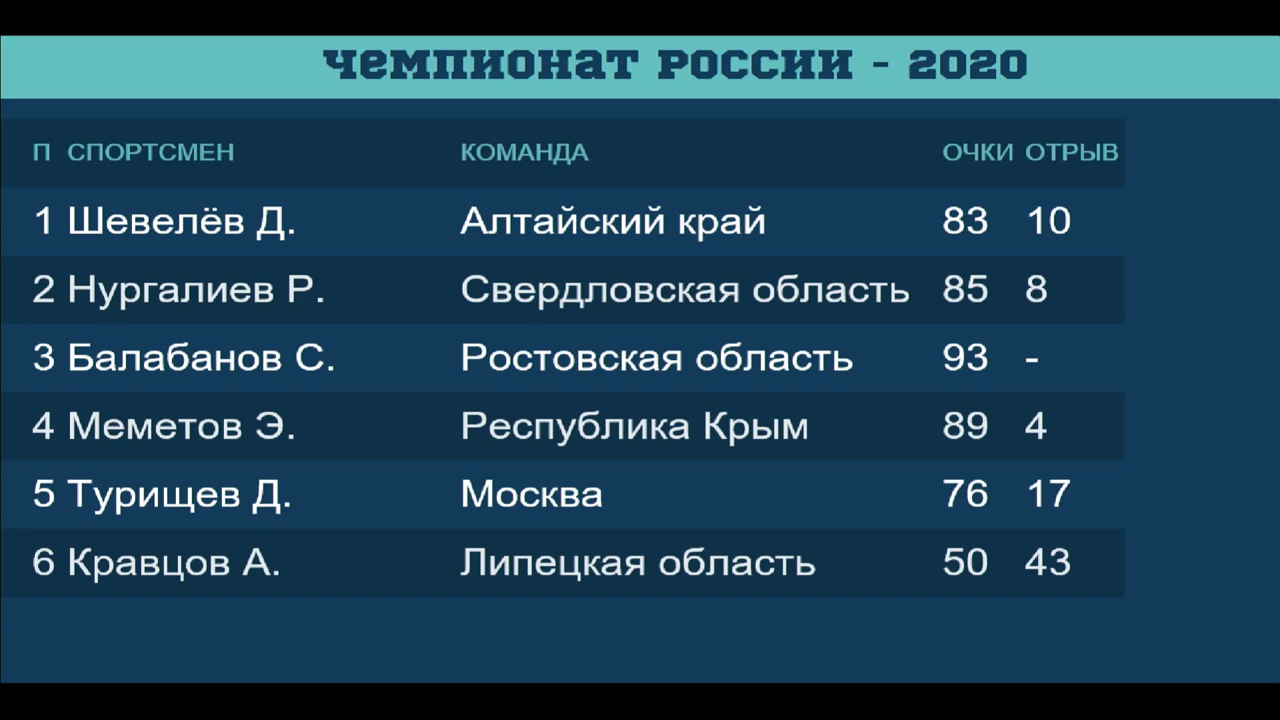 ЧЕМПИОНАТ РОССИИ - 2020
П СПОРТСМЕН КОМАНДА ОЧКИ ОТРЫВ
1 Шевелёв Д. Алтайский край 83 10
2 Нургалиев Р. Свердловская область 85 8
3 Балабанов С. Ростовская область 93 -
4 Меметов Э. Республика Крым 89 4
5 Турищев Д. Москва 76 17
6 Кравцов А. Липецкая область 50 43